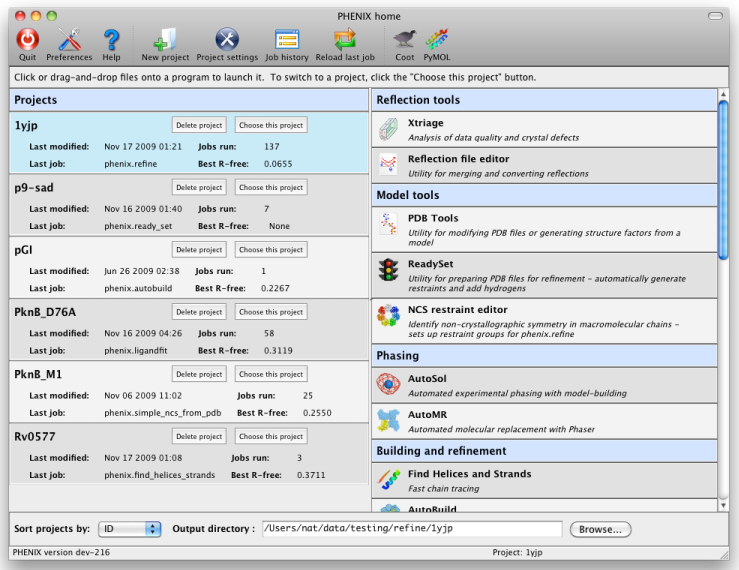 PHENIX home
Quit Preferences Help New project Project settings Job history Reload last job Coot PyMOL
Click or drag-and-drop files onto a program to launch it. To switch to a project, click the "Choose this project" button.
Projects
1yjp Delete project Choose this project
Last modified: Nov 17 2009 01:21 Jobs run: 137
Last job: phenix.refine Best R-free: 0.0655
p9-sad Delete project Choose this project
Last modified: Nov 16 2009 01:40 Jobs run: 7
Last job: phenix.ready_set Best R-free: None
pGI Delete project Choose this project
Last modified: Jun 26 2009 02:38 Jobs run: 1
Last job: phenix.autobuild Best R-free: 0.2267
PknB_D76A Delete project Choose this project
Last modified: Nov 16 2009 04:26 Jobs run: 58
Last job: phenix.ligandfit Best R-free: 0.3119
PknB_M1 Delete project Choose this project
Last modified: Nov 06 2009 11:02 Jobs run: 25
Last job: phenix.simple_ncs_from_pdb Best R-free: 0.2550
Rv0577 Delete project Choose this project
Last modified: Nov 17 2009 01:08 Jobs run: 3
Last job: phenix.find_helices_strands Best R-free: 0.3711
Reflection tools
Xtriage
Analysis of data quality and crystal defects
Reflection file editor
Utility for merging and converting reflections
Model tools
PDB Tools
Utility for modifying PDB files or generating structure factors from a
model
ReadySet
Utility for preparing PDB files for refinement - automatically generate
restraints and add hydrogens
NCS restraint editor
Identify non-crystallographic symmetry in macromolecular chains -
sets up restraint groups for phenix.refine
Phasing
AutoSol
Automated experimental phasing with model-building
AutoMR
Automated molecular replacement with Phaser
Building and refinement
Find Helices and Strands
Fast chain tracing
AutoBuild
Sort projects by: ID Output directory : /Users/nat/data/testing/refine/1yjp Browse...
PHENIX version dev-216 Project: 1yjp